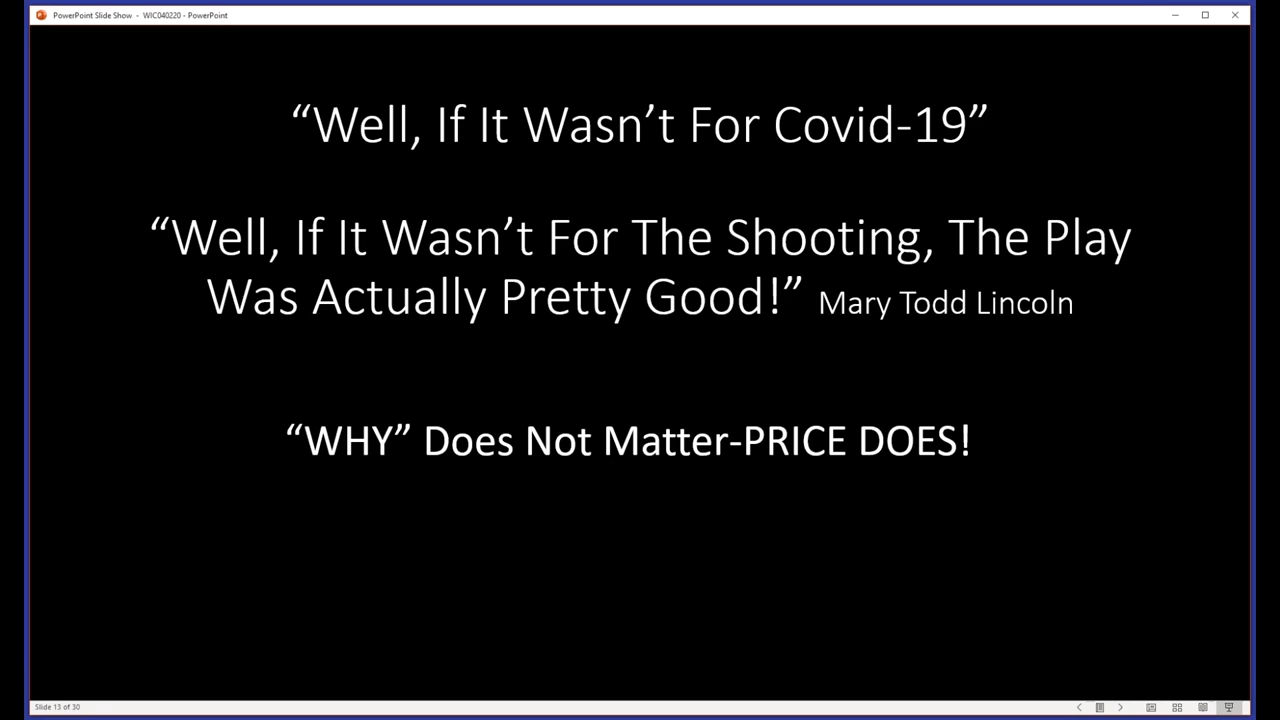 PowerPoint Slide Show - WIC040220 - PowerPoint
“Well, If It Wasn’t For Covid-19”
“Well, If It Wasn’t For The Shooting, The Play
Was Actually Pretty Good!” Mary Todd Lincoln
“WHY” Does Not Matter-PRICE DOES!
Slide 13 of 30